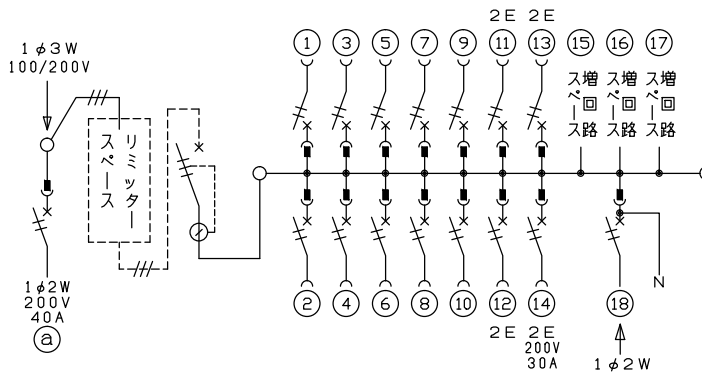 1φ3W
100/200V
リミッター
スペース
1φ2W
200V
40A
a
2E 2E
1 3 5 7 9 11 13 15 16 17
増回路
スペース
増回路
スペース
増回路
スペース
2 4 6 8 10 12 14 18
2E 2E
200V
30A
N
1φ2W